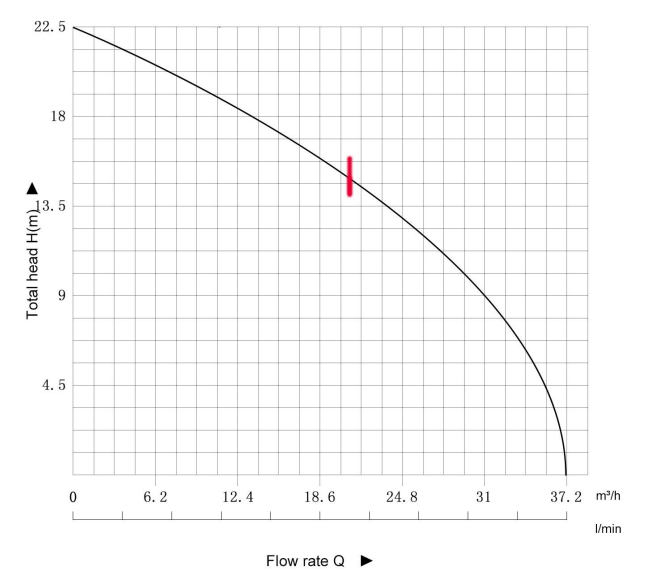 22.5
18
13.5
9
4.5
Total head H(m)
0 6.2 12.4 18.6 24.8 31 37.2 m³/h
l/min
Flow rate Q